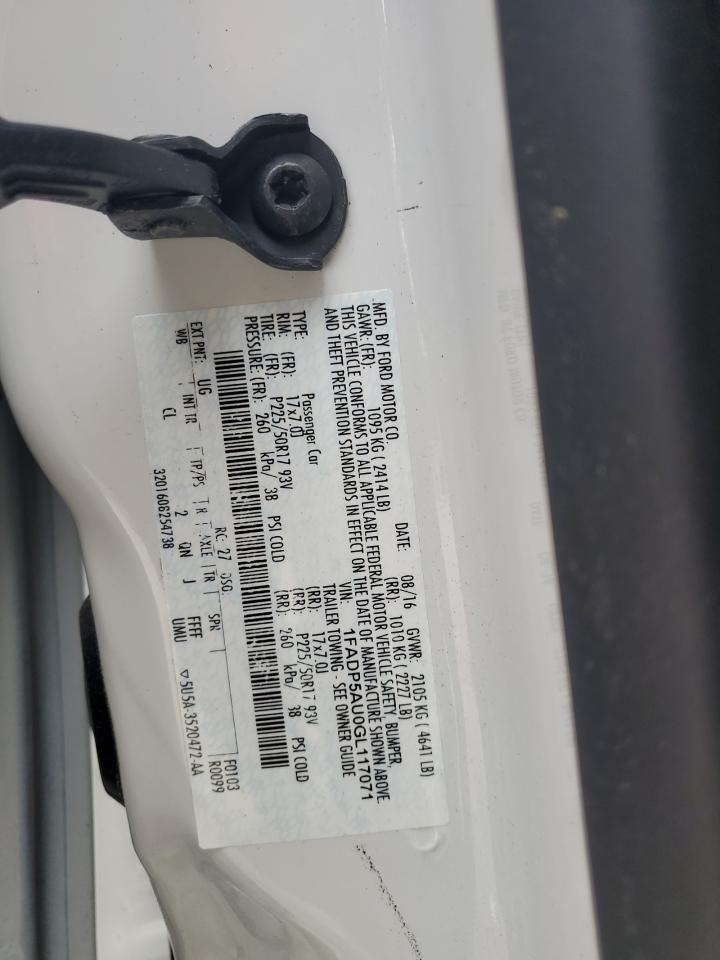 MFD. BY FORD MOTOR CO.
DATE: 08/16 GVWR: 2105 KG ( 4641 LB)
GAWR: (FR): 1095 KG ( 2414 LB) (RR): 1010 KG ( 2227 LB)
THIS VEHICLE CONFORMS TO ALL APPLICABLE FEDERAL MOTOR VEHICLE SAFETY, BUMPER,
AND THEFT PREVENTION STANDARDS IN EFFECT ON THE DATE OF MANUFACTURE SHOWN ABOVE
VIN: 1FADP5AU0GL117071
TYPE: Passenger Car TRAILER TOWING - SEE OWNER GUIDE
RIM: (FR): 17x7.0J (RR): 17x7.0J
TIRE: (FR): P225/50R17 93V (RR): P225/50R17 93V
PRESSURE: (FR): 260 kPa/ 38 PSI COLD (RR): 260 kPa/ 38 PSI COLD
F0103
EXT PNT: UG RC: 27 DSO: R0099
WB INT TR TP/PS R AXLE TR SPR
CL 2 QN J FFFF
UMU
3201608254738 ▽5U5A-3520472-AA